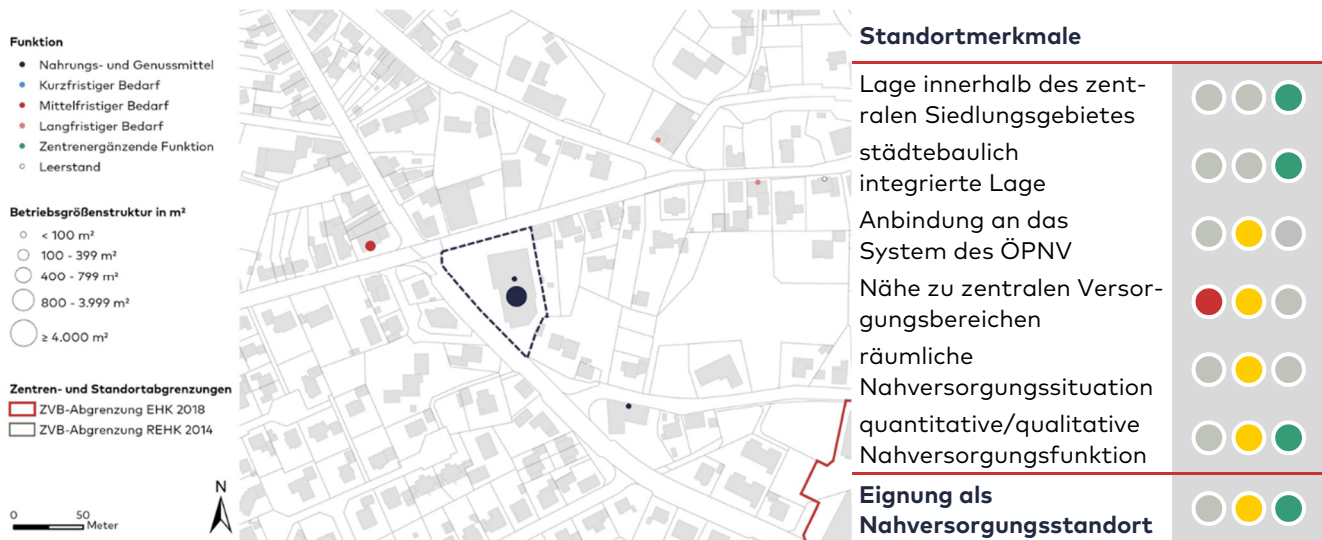 Funktion
Nahrungs- und Genussmittel
Kurzfristiger Bedarf
Mittelfristiger Bedarf
Langfristiger Bedarf
Zentrenergänzende Funktion
Leerstand
Betriebsgrößenstruktur in m²
< 100 m²
100 - 399 m²
400 - 799 m²
800 - 3.999 m²
≥ 4.000 m²
Zentren- und Standortabgrenzungen
ZVB-Abgrenzung EHK 2018
ZVB-Abgrenzung REHK 2014
N
0 50
Meter
Standortmerkmale
Lage innerhalb des zent-
ralen Siedlungsgebietes
städtebaulich
integrierte Lage
Anbindung an das
System des ÖPNV
Nähe zu zentralen Versor-
gungsbereichen
räumliche
Nahversorgungssituation
quantitative/qualitative
Nahversorgungsfunktion
Eignung als
Nahversorgungsstandort